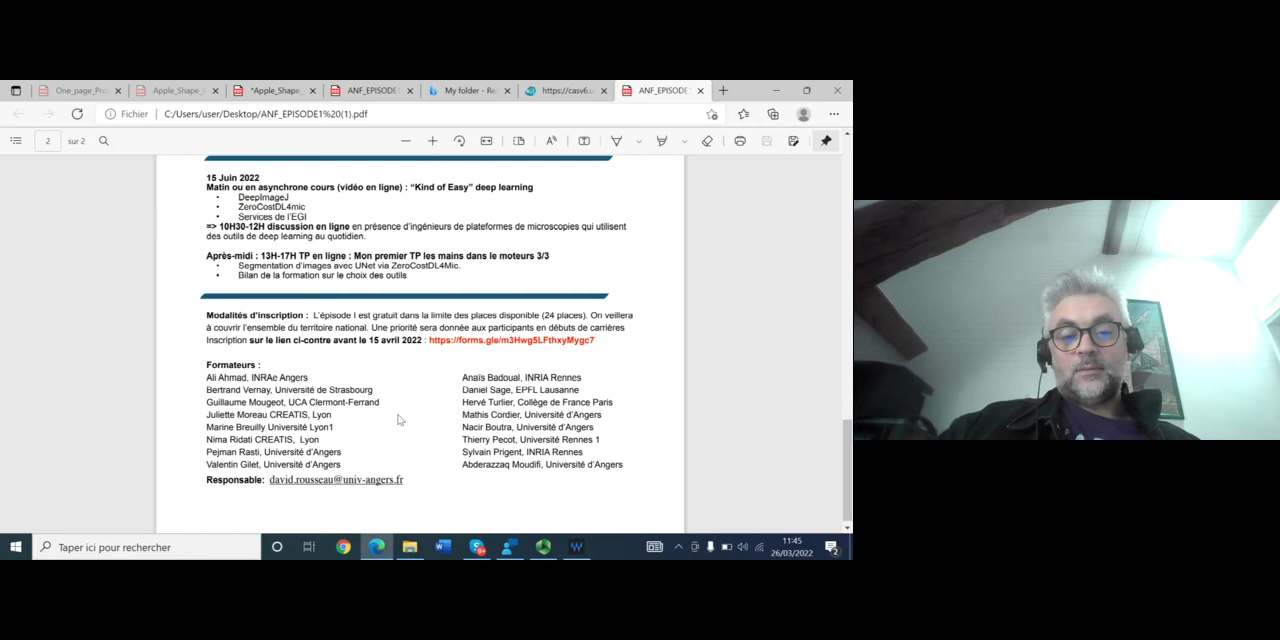 One_page_Pro
Apple_Shape_
*Apple_Shape_
ANF_EPISODE1
My folder - Re
https://casv6.u
ANF_EPISODE1
Fichier
C:/Users/user/Desktop/ANF_EPISODE1%20(1).pdf
2 sur 2
15 Juin 2022
Matin ou en asynchrone cours (vidéo en ligne) : “Kind of Easy” deep learning
• DeepImageJ
• ZeroCostDL4mic
• Services de l’EGI
=> 10H30-12H discussion en ligne en présence d’ingénieurs de plateformes de microscopies qui utilisent
des outils de deep learning au quotidien.
Après-midi : 13H-17H TP en ligne : Mon premier TP les mains dans le moteurs 3/3
• Segmentation d’images avec UNet via ZeroCostDL4Mic.
• Bilan de la formation sur le choix des outils
Modalités d’inscription : L’épisode I est gratuit dans la limite des places disponible (24 places). On veillera
à couvrir l’ensemble du territoire national. Une priorité sera donnée aux participants en débuts de carrières
Inscription sur le lien ci-contre avant le 15 avril 2022 : https://forms.gle/m3Hwg5LFthxyMygc7
Formateurs :
Ali Ahmad, INRAe Angers
Bertrand Vernay, Université de Strasbourg
Guillaume Mougeot, UCA Clermont-Ferrand
Juliette Moreau CREATIS, Lyon
Marine Breuilly Université Lyon1
Nima Ridati CREATIS, Lyon
Pejman Rasti, Université d’Angers
Valentin Gilet, Université d’Angers
Anaïs Badoual, INRIA Rennes
Daniel Sage, EPFL Lausanne
Hervé Turlier, Collège de France Paris
Mathis Cordier, Université d’Angers
Nacir Boutra, Université d’Angers
Thierry Pecot, Université Rennes 1
Sylvain Prigent, INRIA Rennes
Abderazzaq Moudifi, Université d’Angers
Responsable: david.rousseau@univ-angers.fr
Taper ici pour rechercher
11:45
26/03/2022